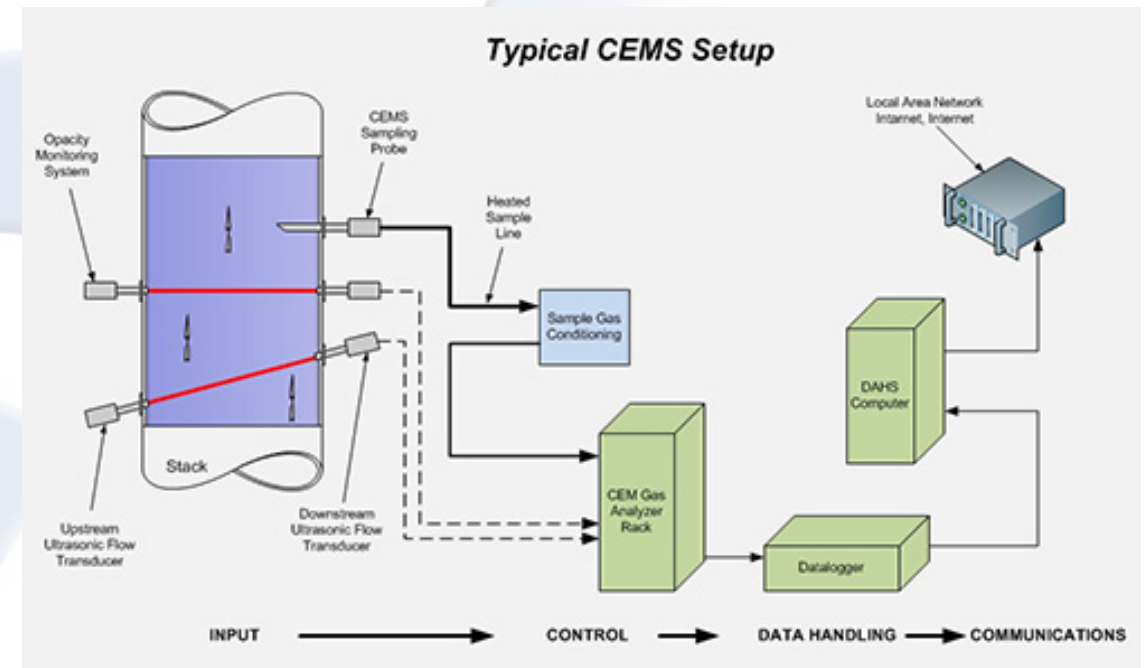 Typical CEMS Setup
Opacity
Monitoring
System
CEMS
Sampling
Probe
Heated
Sample
Line
Local Area Network
Intarnet, Internet
Sample Gas
Conditioning
DAHS
Computer
Stack
CEM Gas
Analyzer
Rack
Upstream
Ultrasonic Flow
Transducer
Downstream
Ultrasonic Flow
Transducer
Datalogger
INPUT
CONTROL
DATA HANDLING
COMMUNICATIONS